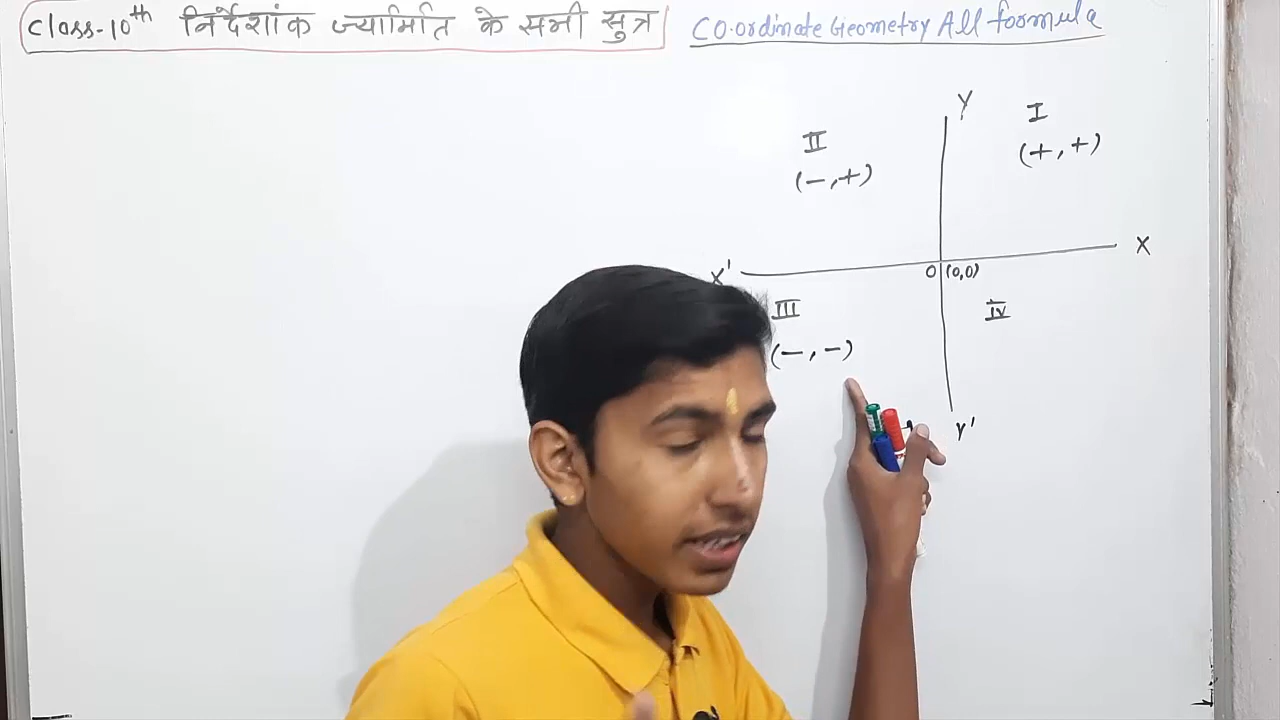 Class-10th निर्देशांक ज्यामिति के सभी सुत्र
CO.ordinate Geometry All formula
Y
I
II
(+,+)
(-,+)
X
X'
O (0,0)
III
IV
(-,-)
Y'